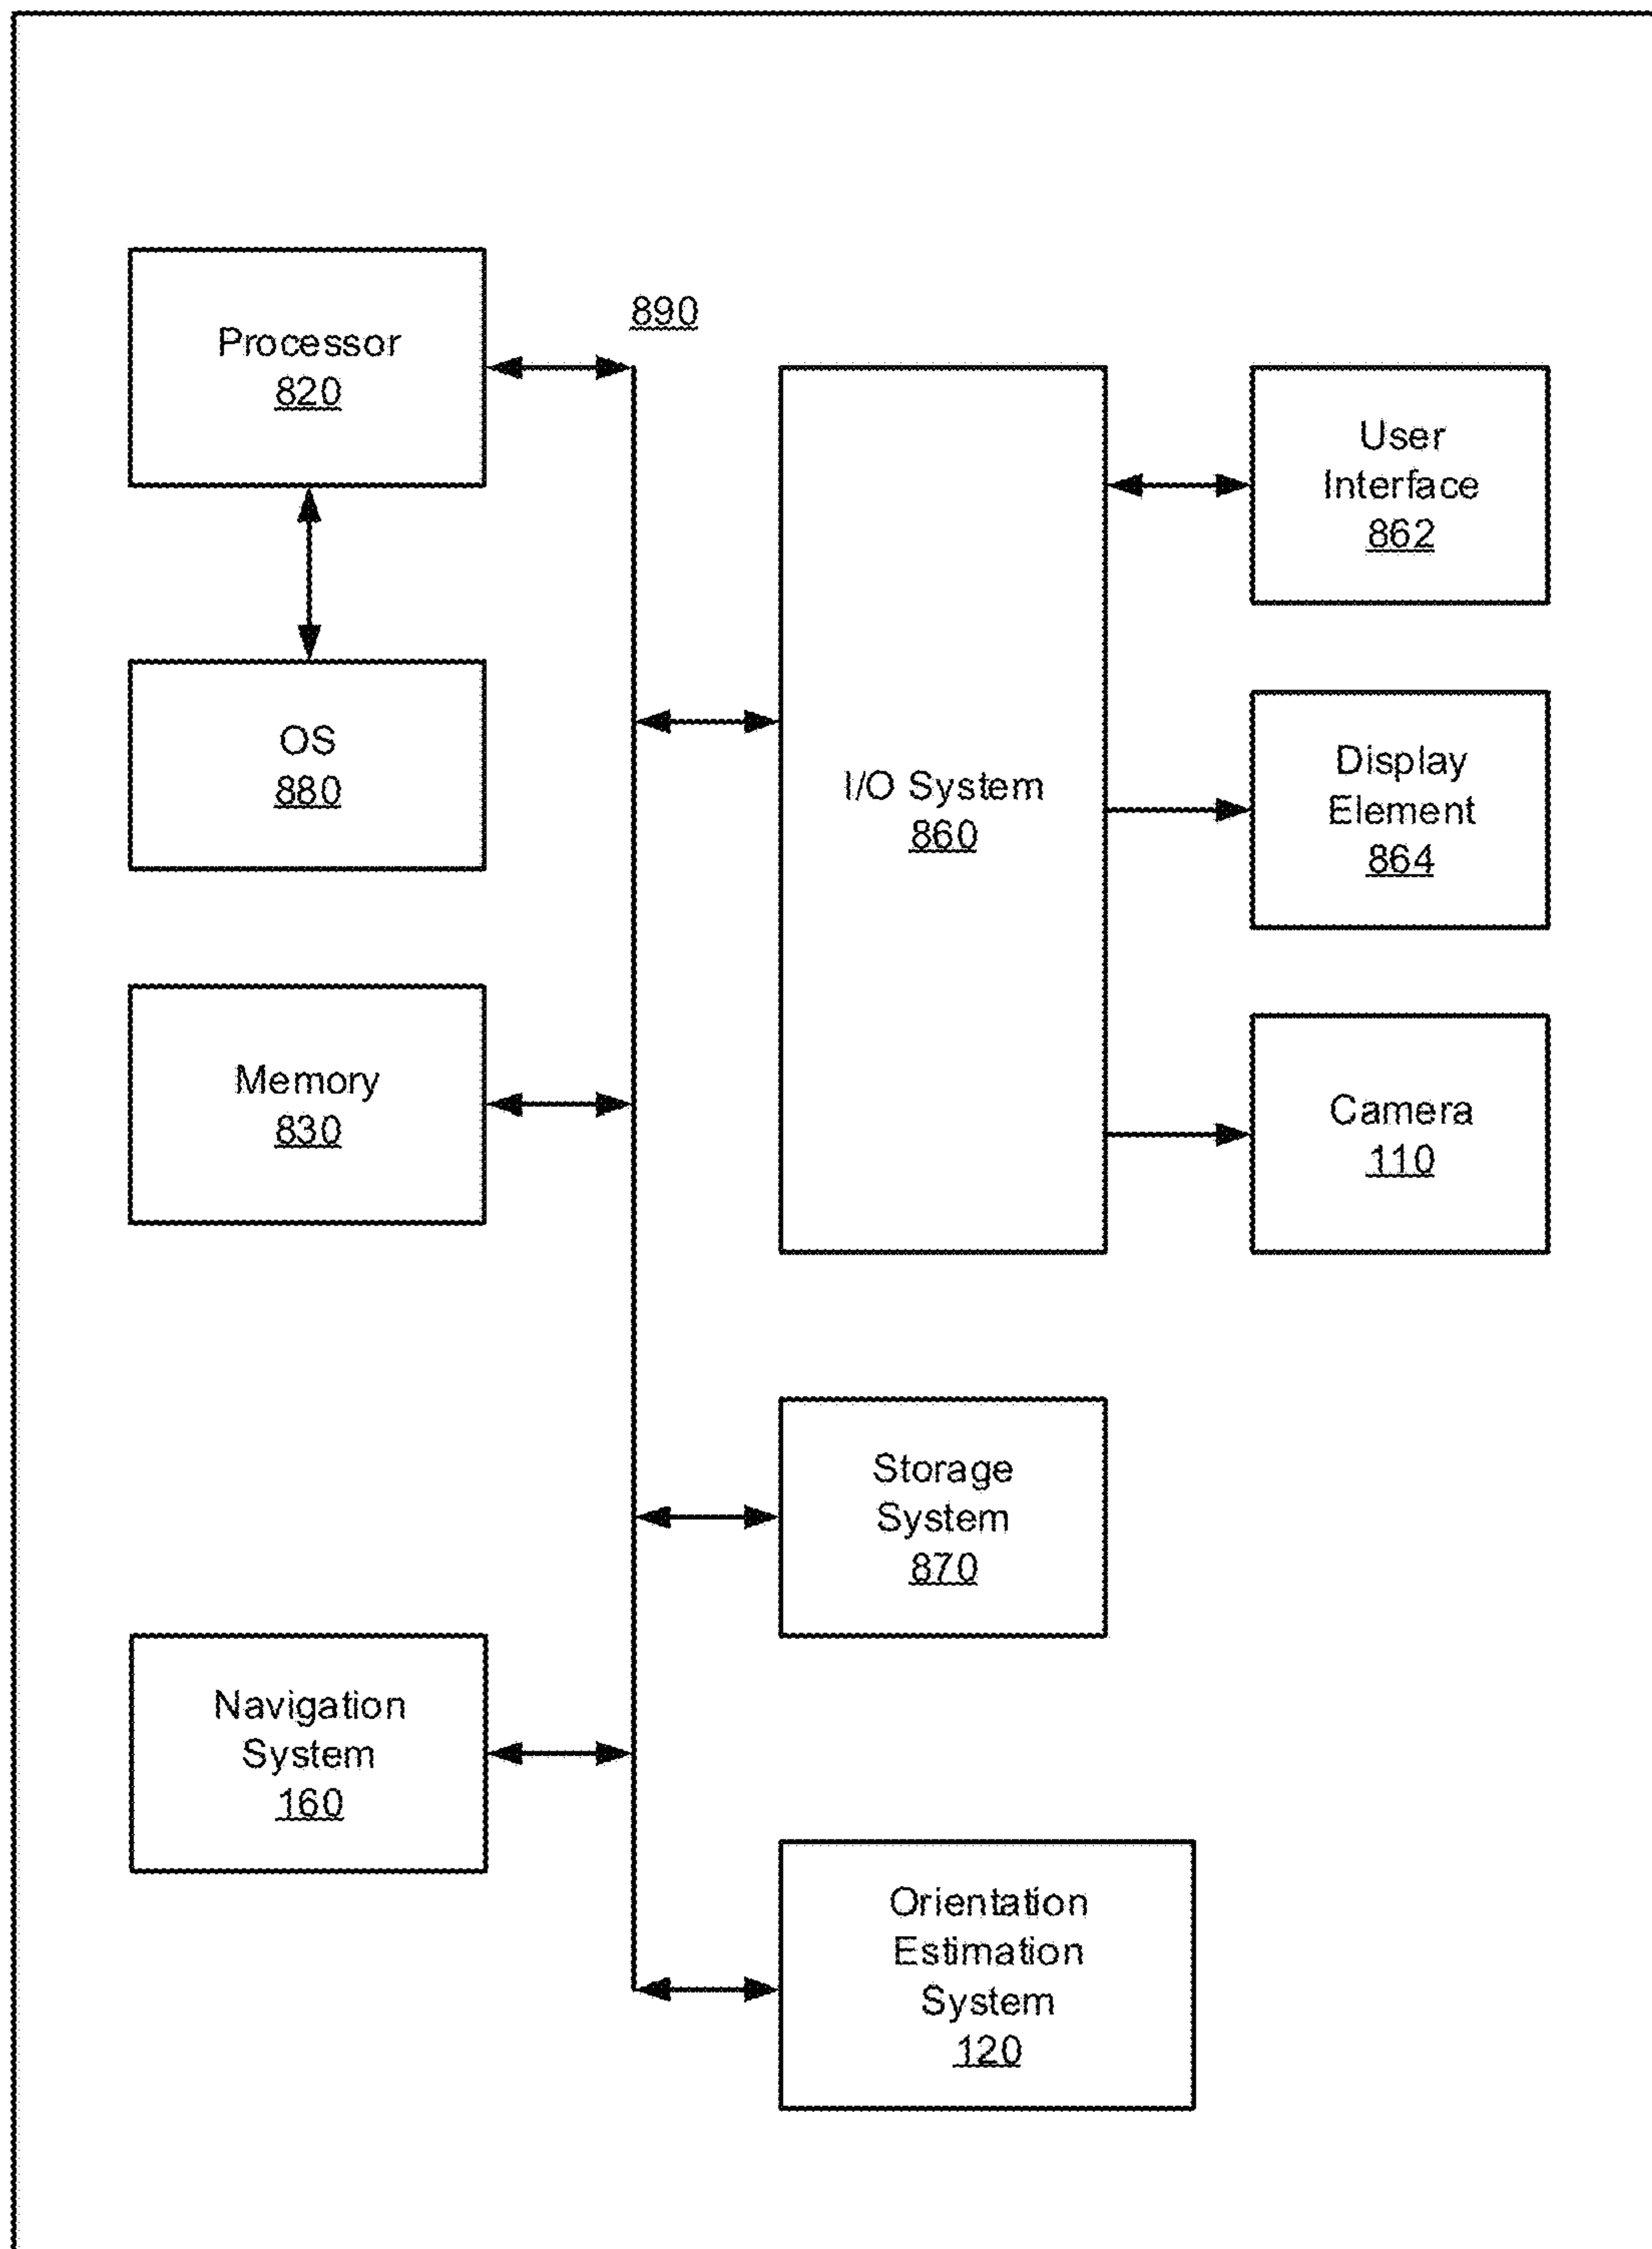 Processor
820
890
User
Interface
862
OS
880
I/O System
860
Display
Element
864
Memory
830
Camera
110
Storage
System
870
Navigation
System
160
Orientation
Estimation
System
120